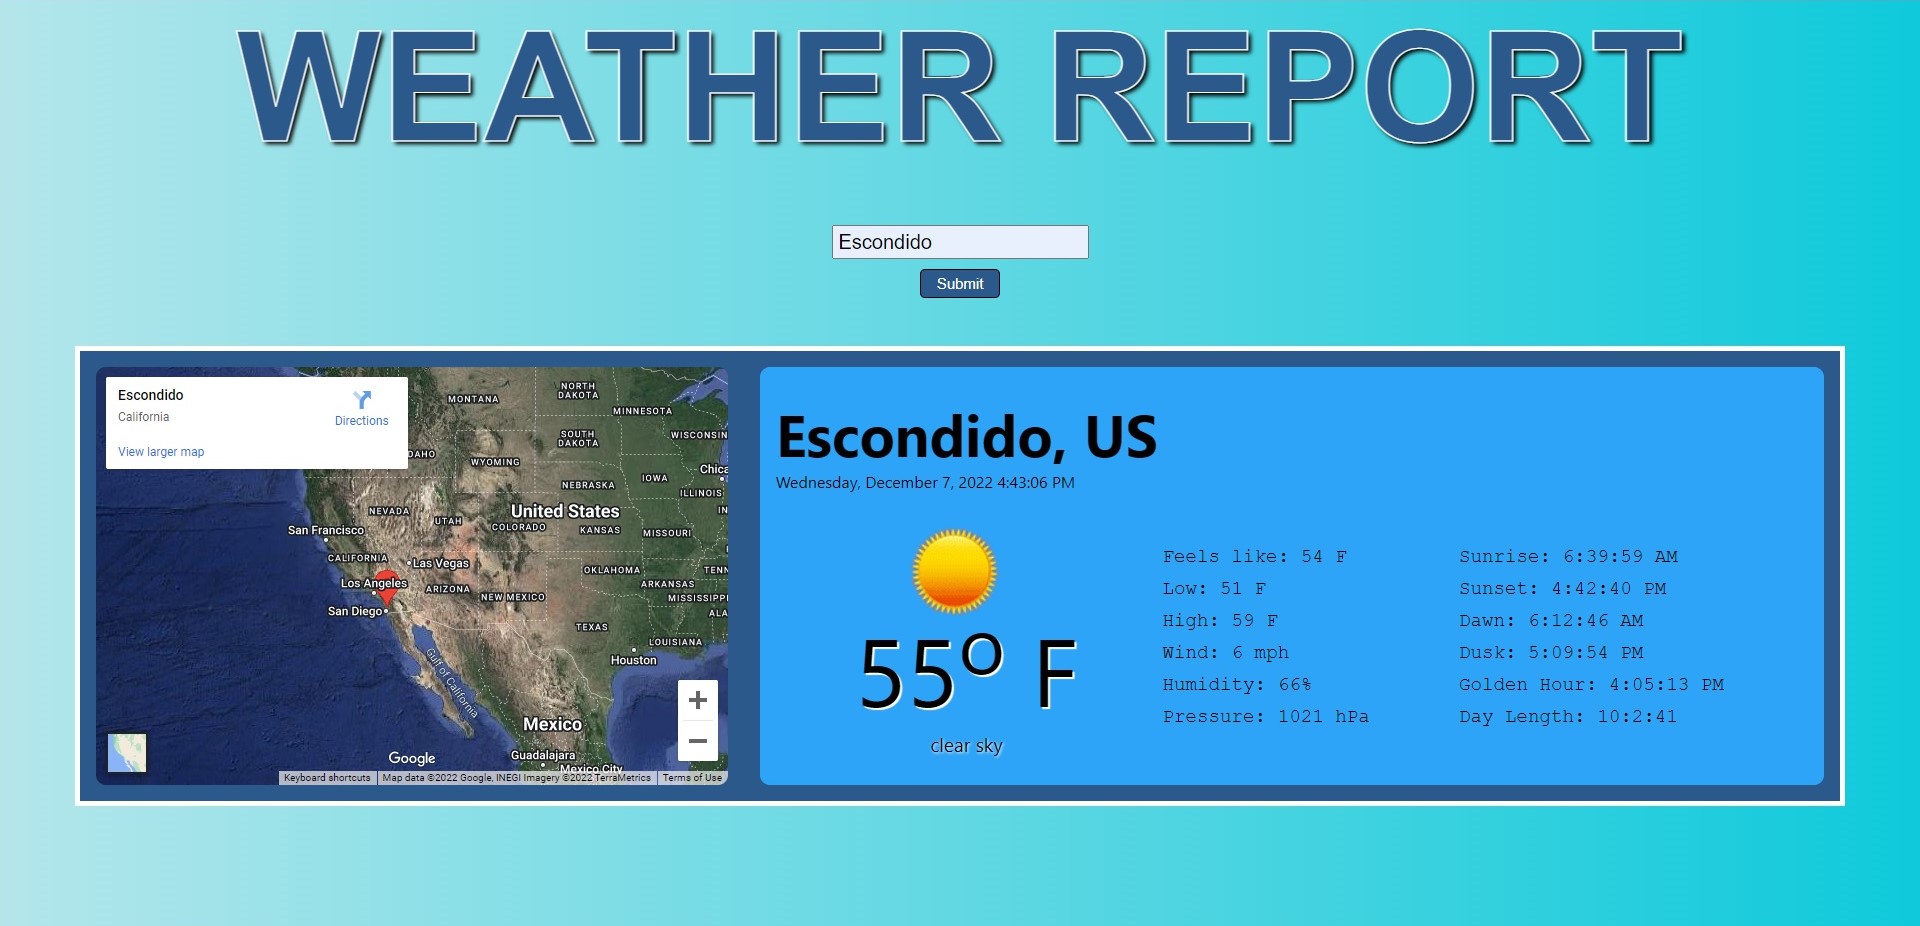 WEATHER REPORT
Escondido
Submit
Escondido
California
Directions
View larger map
NORTH
DAKOTA
MONTANA
MINNESOTA
SOUTH
DAKOTA
WISCONSIN
DAHO
WYOMING
Chica
IOWA
NEBRASKA
ILLINOIS
NEVADA
United States
IN
UTAH
COLORADO
KANSAS
MISSOURI
San Francisco
CALIFORNIA
Las Vegas
OKLAHOMA
TENN
Los Angeles
ARKANSAS
ARIZONA
NEW MEXICO
MISSISSIPPI
San Diego
ALA
TEXAS
LOUISIANA
Houston
Gulf of California
Mexico
Guadalajara
Mexico City
Google
Keyboard shortcuts
Map data ©2022 Google, INEGI Imagery ©2022 TerraMetrics
Terms of Use
+
−
Escondido, US
Wednesday, December 7, 2022 4:43:06 PM
55º F
clear sky
Feels like: 54 F
Low: 51 F
High: 59 F
Wind: 6 mph
Humidity: 66%
Pressure: 1021 hPa
Sunrise: 6:39:59 AM
Sunset: 4:42:40 PM
Dawn: 6:12:46 AM
Dusk: 5:09:54 PM
Golden Hour: 4:05:13 PM
Day Length: 10:2:41